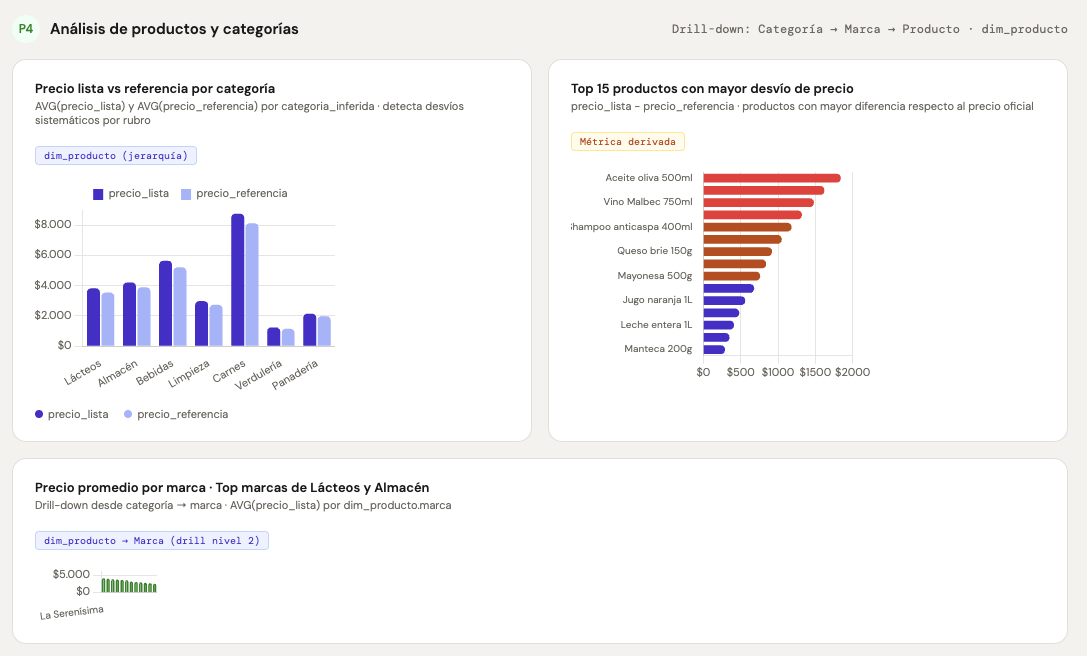 P4 Análisis de productos y categorías
Drill-down: Categoría → Marca → Producto · dim_producto
Precio lista vs referencia por categoría
AVG(precio_lista) y AVG(precio_referencia) por categoria_inferida · detecta desvíos
sistemáticos por rubro
dim_producto (jerarquía)
precio_lista precio_referencia
$8.000
$6.000
$4.000
$2.000
$0
Lácteos Almacén Bebidas Limpieza Carnes Verdulería Panadería
precio_lista precio_referencia
Top 15 productos con mayor desvío de precio
precio_lista − precio_referencia · productos con mayor diferencia respecto al precio oficial
Métrica derivada
Aceite oliva 500ml
Vino Malbec 750ml
Shampoo anticaspa 400ml
Queso brie 150g
Mayonesa 500g
Jugo naranja 1L
Leche entera 1L
Manteca 200g
$0 $500 $1000 $1500 $2000
Precio promedio por marca · Top marcas de Lácteos y Almacén
Drill-down desde categoría → marca · AVG(precio_lista) por dim_producto.marca
dim_producto → Marca (drill nivel 2)
$5.000
$0
La Serenísima